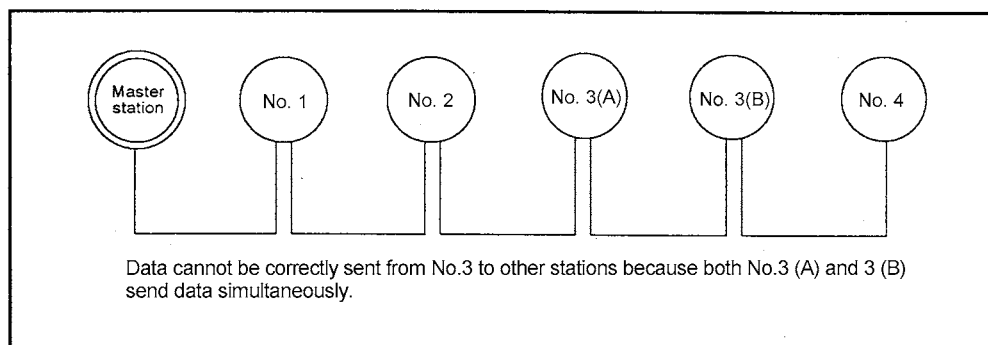 Master
station
No. 1
No. 2
No. 3(A)
No. 3(B)
No. 4
Data cannot be correctly sent from No.3 to other stations because both No.3 (A) and 3 (B)
send data simultaneously.